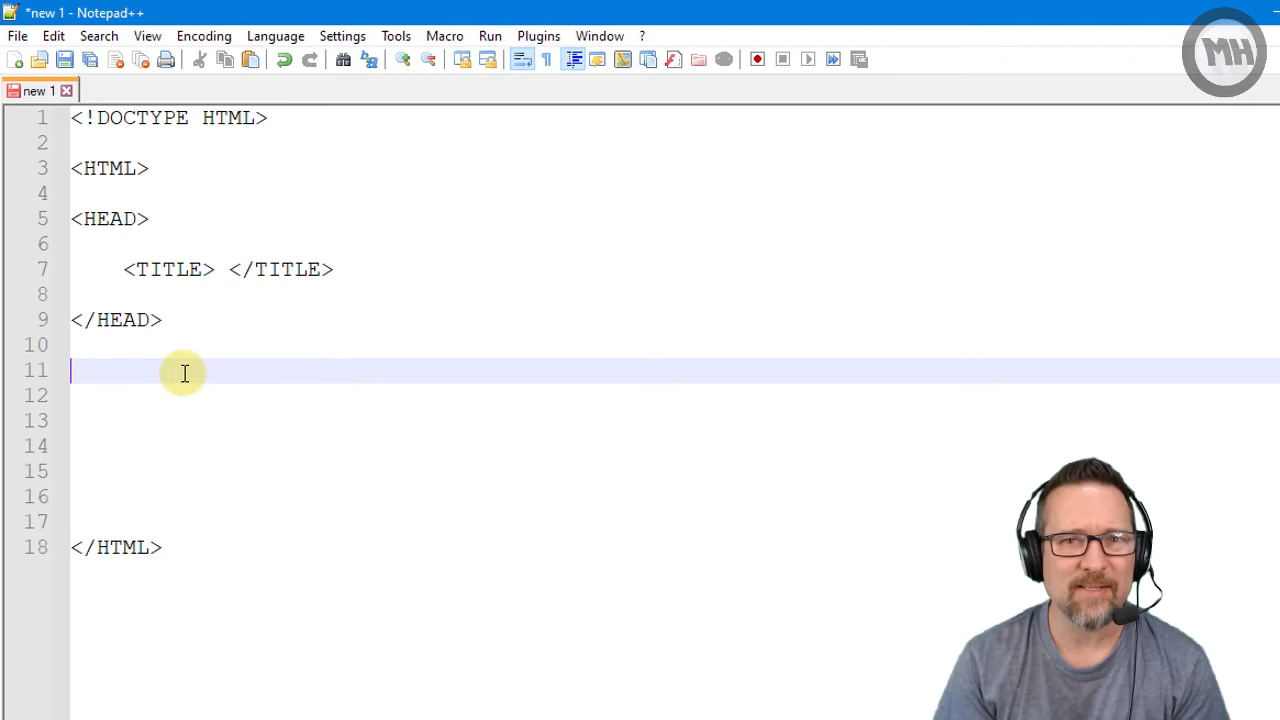 *new 1 - Notepad++
File Edit Search View Encoding Language Settings Tools Macro Run Plugins Window ?
MH
new 1
1 <!DOCTYPE HTML>
2
3 <HTML>
4
5 <HEAD>
6
7 <TITLE> </TITLE>
8
9 </HEAD>
10
11
12
13
14
15
16
17
18 </HTML>